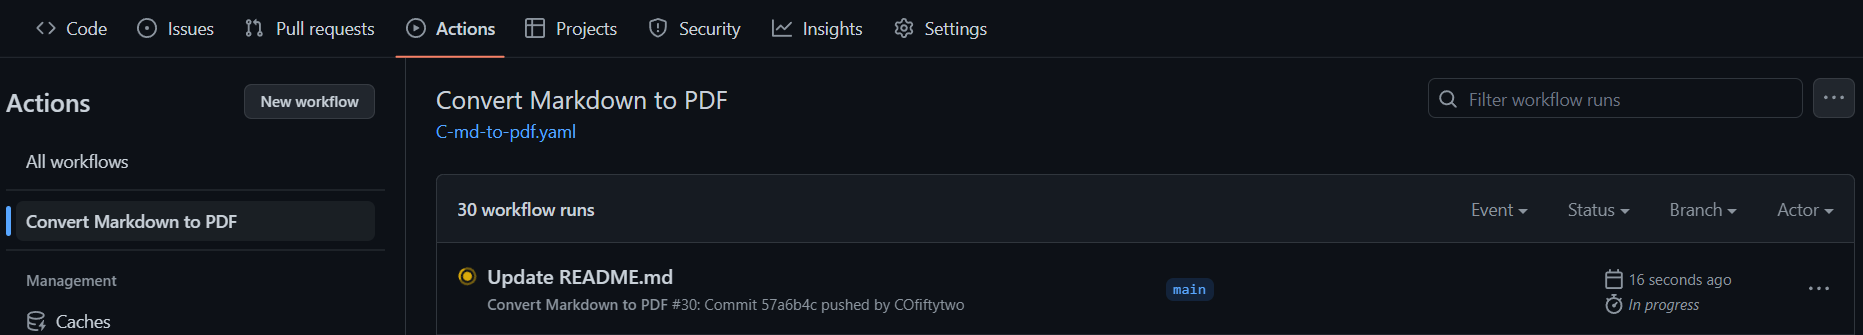 Code Issues Pull requests Actions Projects Security Insights Settings
Actions
New workflow
All workflows
Convert Markdown to PDF
Management
Caches
Convert Markdown to PDF
C-md-to-pdf.yaml
Filter workflow runs
30 workflow runs
Event Status Branch Actor
Update README.md
Convert Markdown to PDF #30: Commit 57a6b4c pushed by COfiftytwo
main
16 seconds ago
In progress